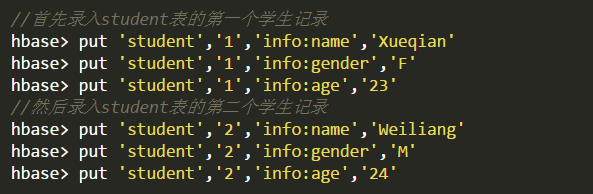 //首先录入student表的第一个学生记录
hbase> put 'student','1','info:name','Xueqian'
hbase> put 'student','1','info:gender','F'
hbase> put 'student','1','info:age','23'
//然后录入student表的第二个学生记录
hbase> put 'student','2','info:name','Weiliang'
hbase> put 'student','2','info:gender','M'
hbase> put 'student','2','info:age','24'